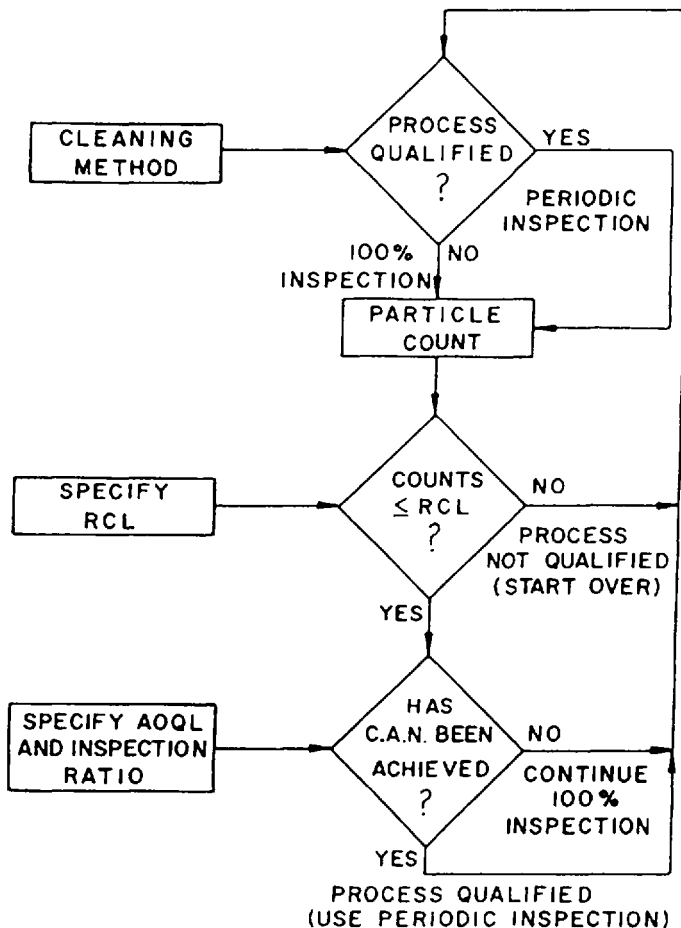 CLEANING
METHOD
PROCESS
QUALIFIED
?
YES
PERIODIC
INSPECTION
100%
INSPECTION
NO
PARTICLE
COUNT
SPECIFY
RCL
COUNTS
≤ RCL
?
NO
PROCESS
NOT QUALIFIED
(START OVER)
YES
SPECIFY AOQL
AND INSPECTION
RATIO
HAS
C.A.N. BEEN
ACHIEVED
?
NO
CONTINUE
100%
INSPECTION
YES
PROCESS QUALIFIED
(USE PERIODIC INSPECTION)